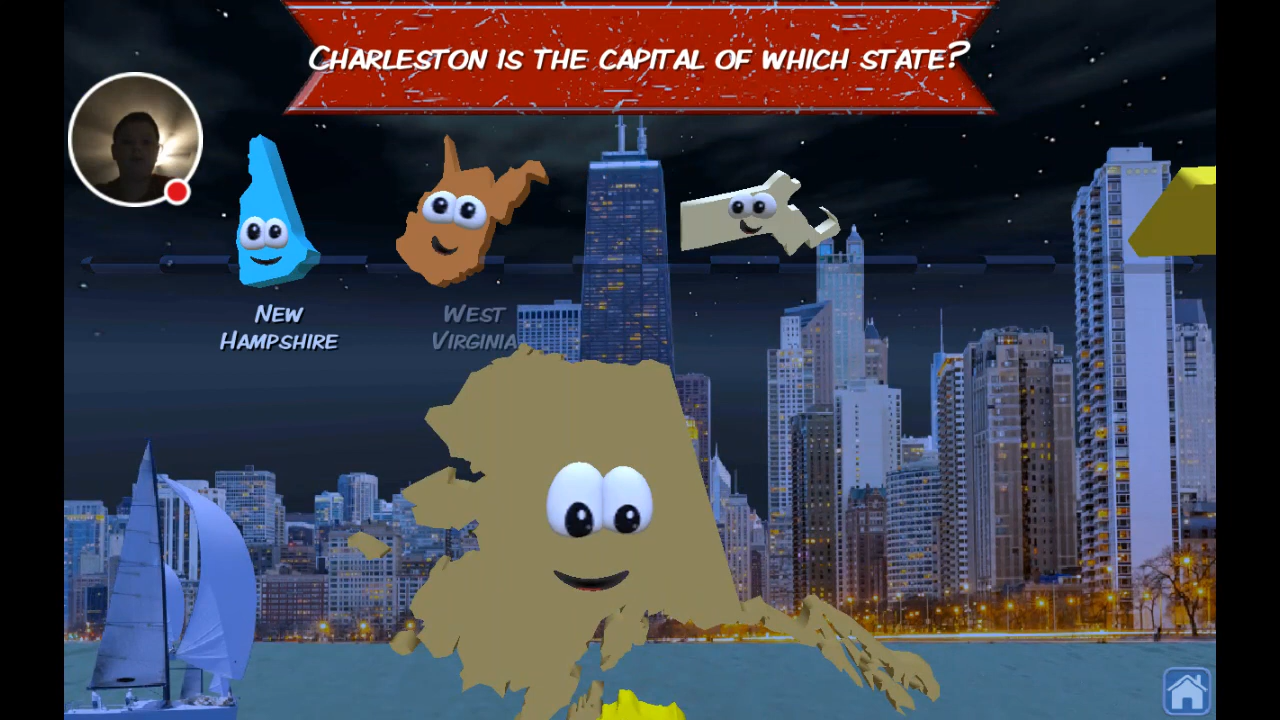 Charleston is the capital of which state?
New
Hampshire
West
Virginia